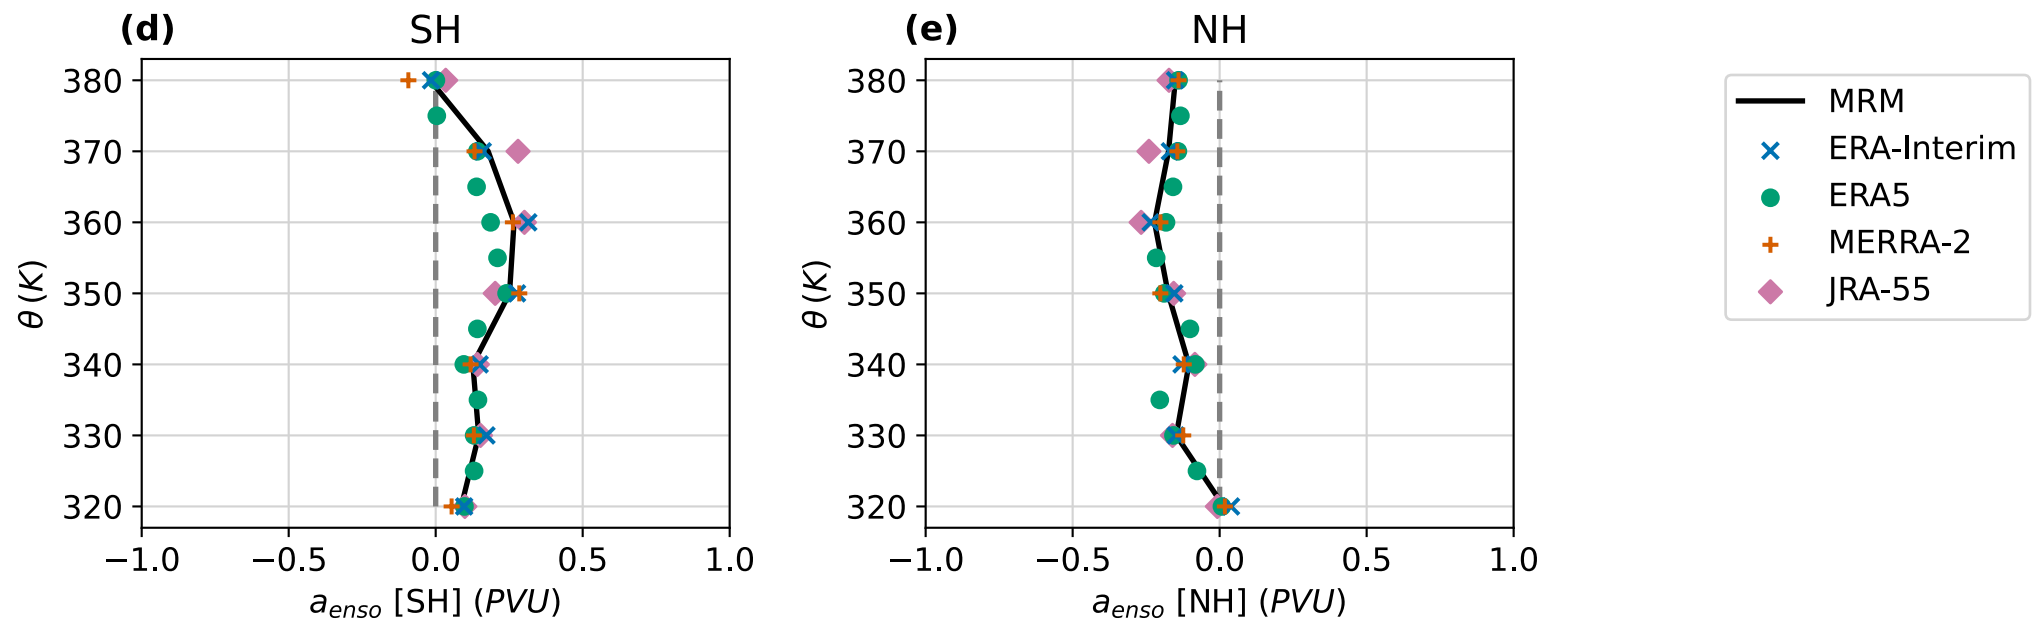 (d) SH
380
370
360
350
340
330
320
θ (K)
−1.0 −0.5 0.0 0.5 1.0
a_enso [SH] (PVU)
(e) NH
380
370
360
350
340
330
320
θ (K)
−1.0 −0.5 0.0 0.5 1.0
a_enso [NH] (PVU)
MRM
ERA-Interim
ERA5
MERRA-2
JRA-55